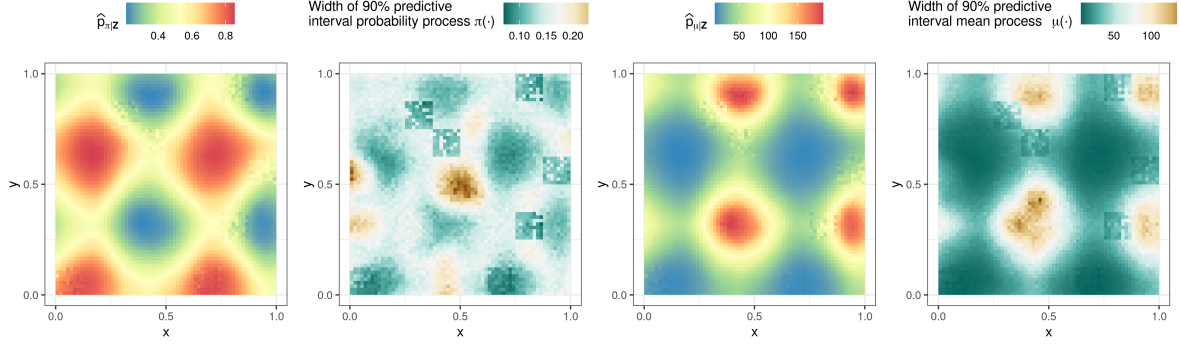 p̂π|Z
0.4 0.6 0.8
Width of 90% predictive
interval probability process π(·)
0.10 0.15 0.20
p̂μ|Z
50 100 150
Width of 90% predictive
interval mean process μ(·)
50 100
1.0
0.5
0.0
y
0.0 0.5 1.0
x
1.0
0.5
0.0
y
0.0 0.5 1.0
x
1.0
0.5
0.0
y
0.0 0.5 1.0
x
1.0
0.5
0.0
y
0.0 0.5 1.0
x